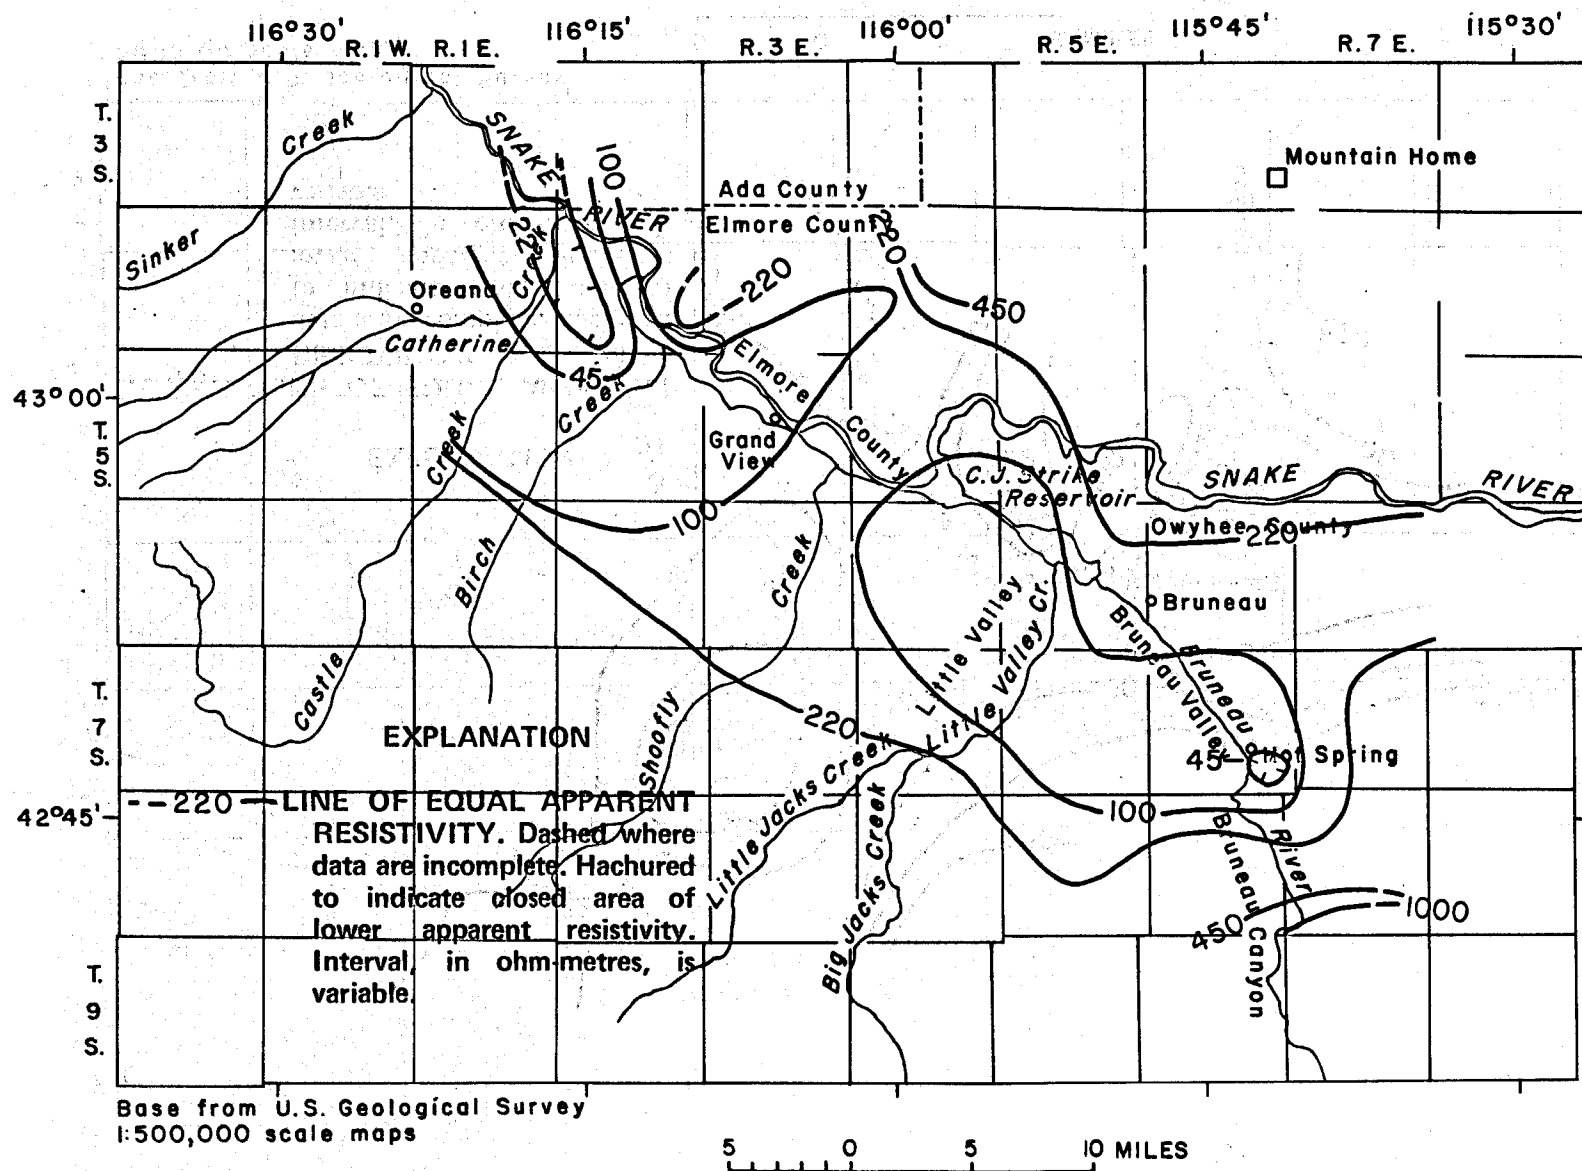 116°30' 116°15' 116°00' 115°45' 115°30'
R.1W. R.1E. R.3 E. R.5 E. R.7 E.
T.
3
S.
Creek
SNAKE
100
Mountain Home
Ada County
RIVER
Elmore County
220
Sinker
Creek
Oreana
220
450
Catherine
Elmore
43°00'
45
Creek
T.
5
S.
Creek
County
Grand
View
C.J. Strike
Reservoir
SNAKE
RIVER
100
Owyhee County
220
Birch
Creek
Little Valley
Little Valley Cr.
Bruneau
Bruneau Valley
Bruneau
T.
7
S.
Castle
220
Shoofly
45
Hot Spring
EXPLANATION
--220—LINE OF EQUAL APPARENT
RESISTIVITY. Dashed where
data are incomplete. Hachured
to indicate closed area of
lower apparent resistivity.
Interval, in ohm-metres, is
variable.
42°45'
Little Jacks Creek
Big Jacks Creek
100
River
Bruneau Canyon
450
1000
T.
9
S.
Base from U.S. Geological Survey
1:500,000 scale maps
5 0 5 10 MILES